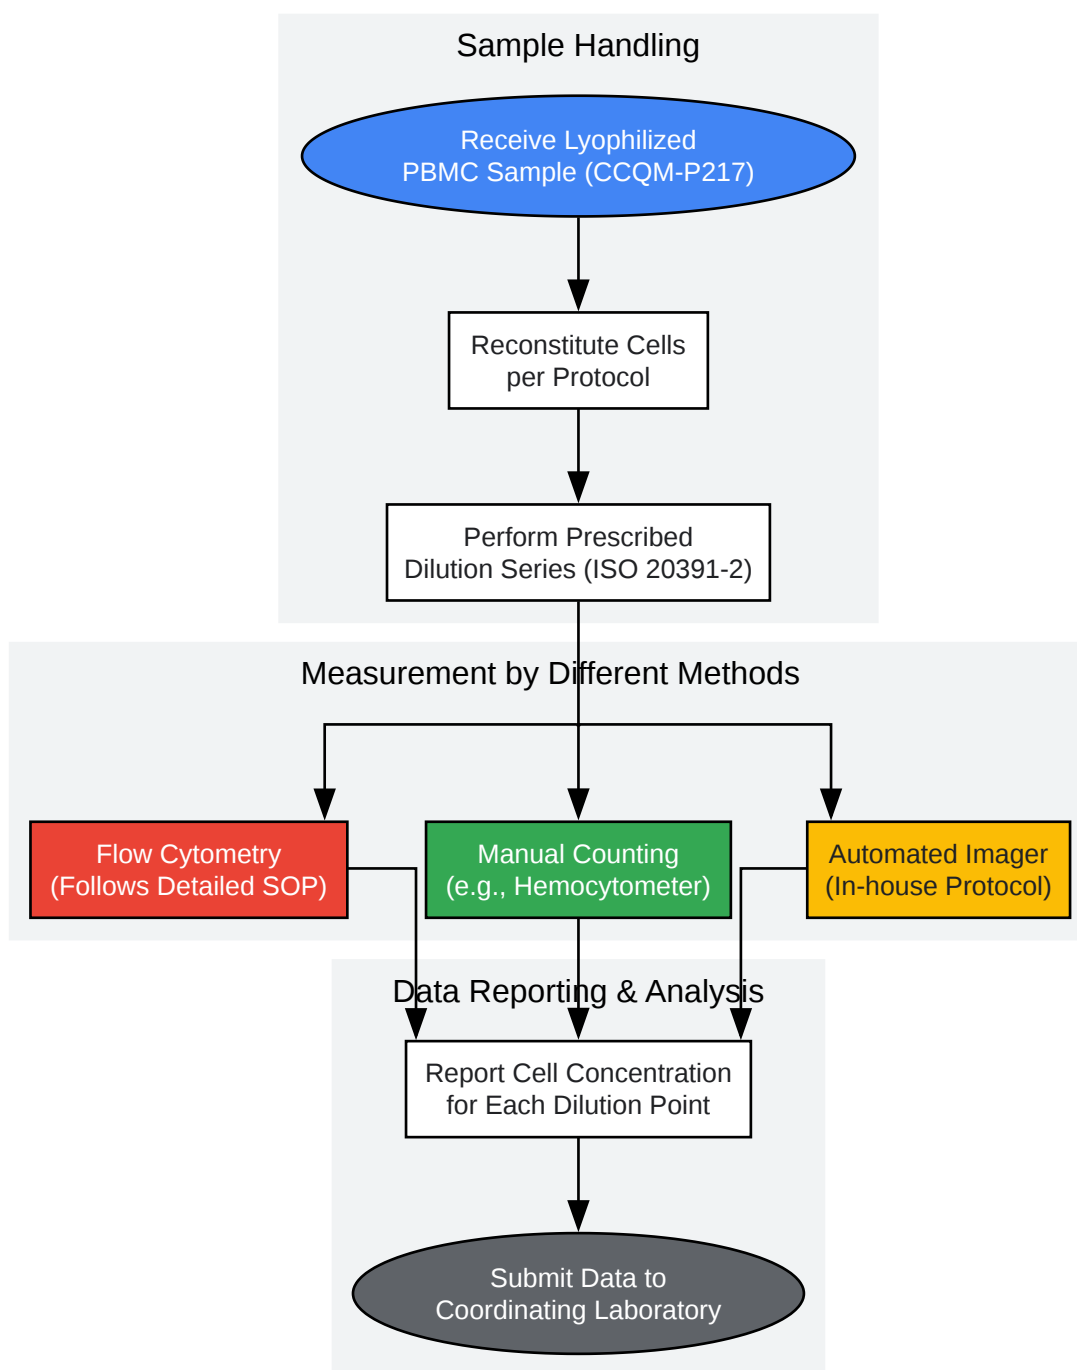 Sample Handling
Receive Lyophilized
PBMC Sample (CCQM-P217)
Reconstitute Cells
per Protocol
Perform Prescribed
Dilution Series (ISO 20391-2)
Measurement by Different Methods
Flow Cytometry
(Follows Detailed SOP)
Manual Counting
(e.g., Hemocytometer)
Automated Imager
(In-house Protocol)
Data Reporting & Analysis
Report Cell Concentration
for Each Dilution Point
Submit Data to
Coordinating Laboratory